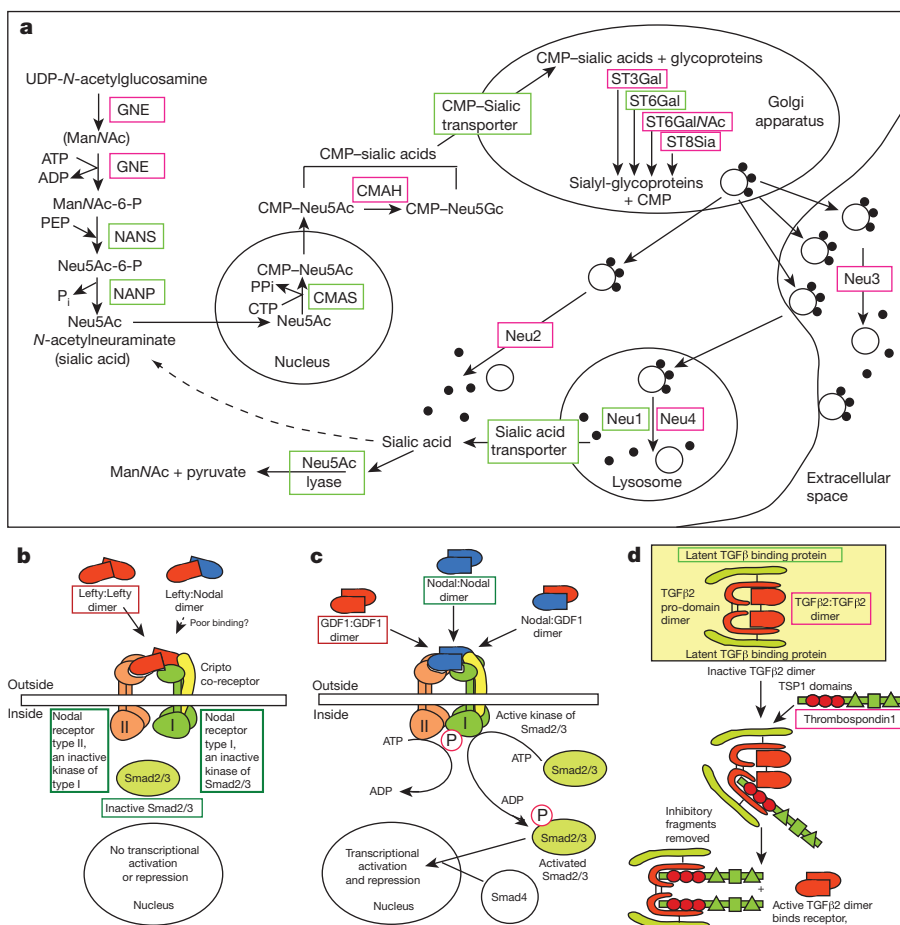 a
UDP-N-acetylglucosamine
GNE
(ManNAc)
ATP
ADP
GNE
ManNAc-6-P
PEP
NANS
Neu5Ac-6-P
Pi
NANP
Neu5Ac
N-acetylneuraminate
(sialic acid)
CMP–Neu5Ac
PPi
CTP
CMAS
Neu5Ac
Nucleus
CMP–Neu5Ac
CMAH
CMP–Neu5Gc
CMP–sialic acids
CMP–Sialic
transporter
CMP–sialic acids + glycoproteins
ST3Gal
ST6Gal
ST6GalNAc
ST8Sia
Golgi
apparatus
Sialyl-glycoproteins
+ CMP
Neu3
Neu2
Neu1
Neu4
Lysosome
Sialic acid
transporter
Sialic acid
Neu5Ac
lyase
ManNAc + pyruvate
Extracellular
space
b
Lefty:Lefty
dimer
Lefty:Nodal
dimer
Poor binding?
Cripto
co-receptor
Outside
Inside
II
I
Nodal
receptor
type II,
an inactive
kinase of
type I
Nodal
receptor
type I,
an inactive
kinase of
Smad2/3
Smad2/3
Inactive Smad2/3
No transcriptional
activation
or repression
Nucleus
c
Nodal:Nodal
dimer
GDF1:GDF1
dimer
Nodal:GDF1
dimer
Outside
Inside
II
I
P
Active kinase of
Smad2/3
ATP
ADP
ATP
Smad2/3
ADP
P
Smad2/3
Activated
Smad2/3
Transcriptional
activation
and repression
Nucleus
Smad4
d
Latent TGFβ binding protein
TGFβ2
pro-domain
dimer
TGFβ2:TGFβ2
dimer
Latent TGFβ binding protein
Inactive TGFβ2 dimer
TSP1 domains
Thrombospondin1
Inhibitory
fragments
removed
+
Active TGFβ2 dimer
binds receptor,